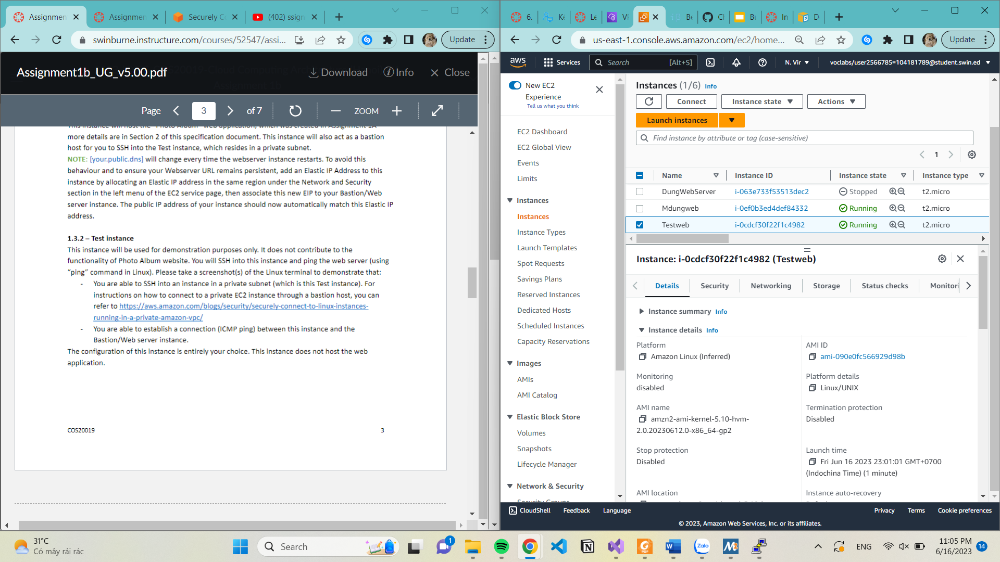 Assignmen
Assignmen
Securely Co
(402) ssign
swinburne.instructure.com/courses/52547/assi...
Update
Assignment1b_UG_v5.00.pdf
Download
Info
Close
Page
3
of 7
ZOOM
more details are in Section 2 of this specification document. This instance will also act as a bastion
host for you to SSH into the Test instance, which resides in a private subnet.
NOTE: [your.public.dns] will change every time the webserver instance restarts. To avoid this
behaviour and to ensure your Webserver URL remains persistent, add an Elastic IP Address to this
instance by allocating an Elastic IP address in the same region under the Network and Security
section in the left menu of the EC2 service page, then associate this new EIP to your Bastion/Web
server instance. The public IP address of your instance should now automatically match this Elastic IP
address.
1.3.2 – Test instance
This instance will be used for demonstration purposes only. It does not contribute to the
functionality of Photo Album website. You will SSH into this instance and ping the web server (using
“ping” command in Linux). Please take a screenshot(s) of the Linux terminal to demonstrate that:
- You are able to SSH into an instance in a private subnet (which is this Test instance). For
instructions on how to connect to a private EC2 instance through a bastion host, you can
refer to https://aws.amazon.com/blogs/security/securely-connect-to-linux-instances-
running-in-a-private-amazon-vpc/
- You are able to establish a connection (ICMP ping) between this instance and the
Bastion/Web server instance.
The configuration of this instance is entirely your choice. This instance does not host the web
application.
COS20019
3
6.
Ke
Le
VI
Be
Cl
Bu
In
D
us-east-1.console.aws.amazon.com/ec2/home...
Update
aws
Services
Search
[Alt+S]
N. Vir
voclabs/user2566785=104181789@student.swin.ed
New EC2
Experience
Tell us what you think
EC2 Dashboard
EC2 Global View
Events
Limits
Instances
Instances
Instance Types
Launch Templates
Spot Requests
Savings Plans
Reserved Instances
Dedicated Hosts
Scheduled Instances
Capacity Reservations
Images
AMIs
AMI Catalog
Elastic Block Store
Volumes
Snapshots
Lifecycle Manager
Network & Security
Security Groups
Instances (1/6) Info
Connect
Instance state
Actions
Launch instances
Find instance by attribute or tag (case-sensitive)
1
Name Instance ID Instance state Instance type
DungWebServer i-063e733f53513dec2 Stopped t2.micro
Mdungweb i-0ef0b3ed4def84332 Running t2.micro
Testweb i-0cdcf30f22f1c4982 Running t2.micro
Instance: i-0cdcf30f22f1c4982 (Testweb)
Details
Security
Networking
Storage
Status checks
Monitori
Instance summary Info
Instance details Info
Platform
Amazon Linux (Inferred)
AMI ID
ami-090e0fc566929d98b
Monitoring
disabled
Platform details
Linux/UNIX
AMI name
amzn2-ami-kernel-5.10-hvm-
2.0.20230612.0-x86_64-gp2
Termination protection
Disabled
Stop protection
Disabled
Launch time
Fri Jun 16 2023 23:01:01 GMT+0700
(Indochina Time) (1 minute)
AMI location
Instance auto-recovery
CloudShell
Feedback
Language
Privacy
Terms
Cookie preferences
© 2023, Amazon Web Services, Inc. or its affiliates.
31°C
Có mây rải rác
Search
1
Zalo
ENG
11:05 PM
6/16/2023
14